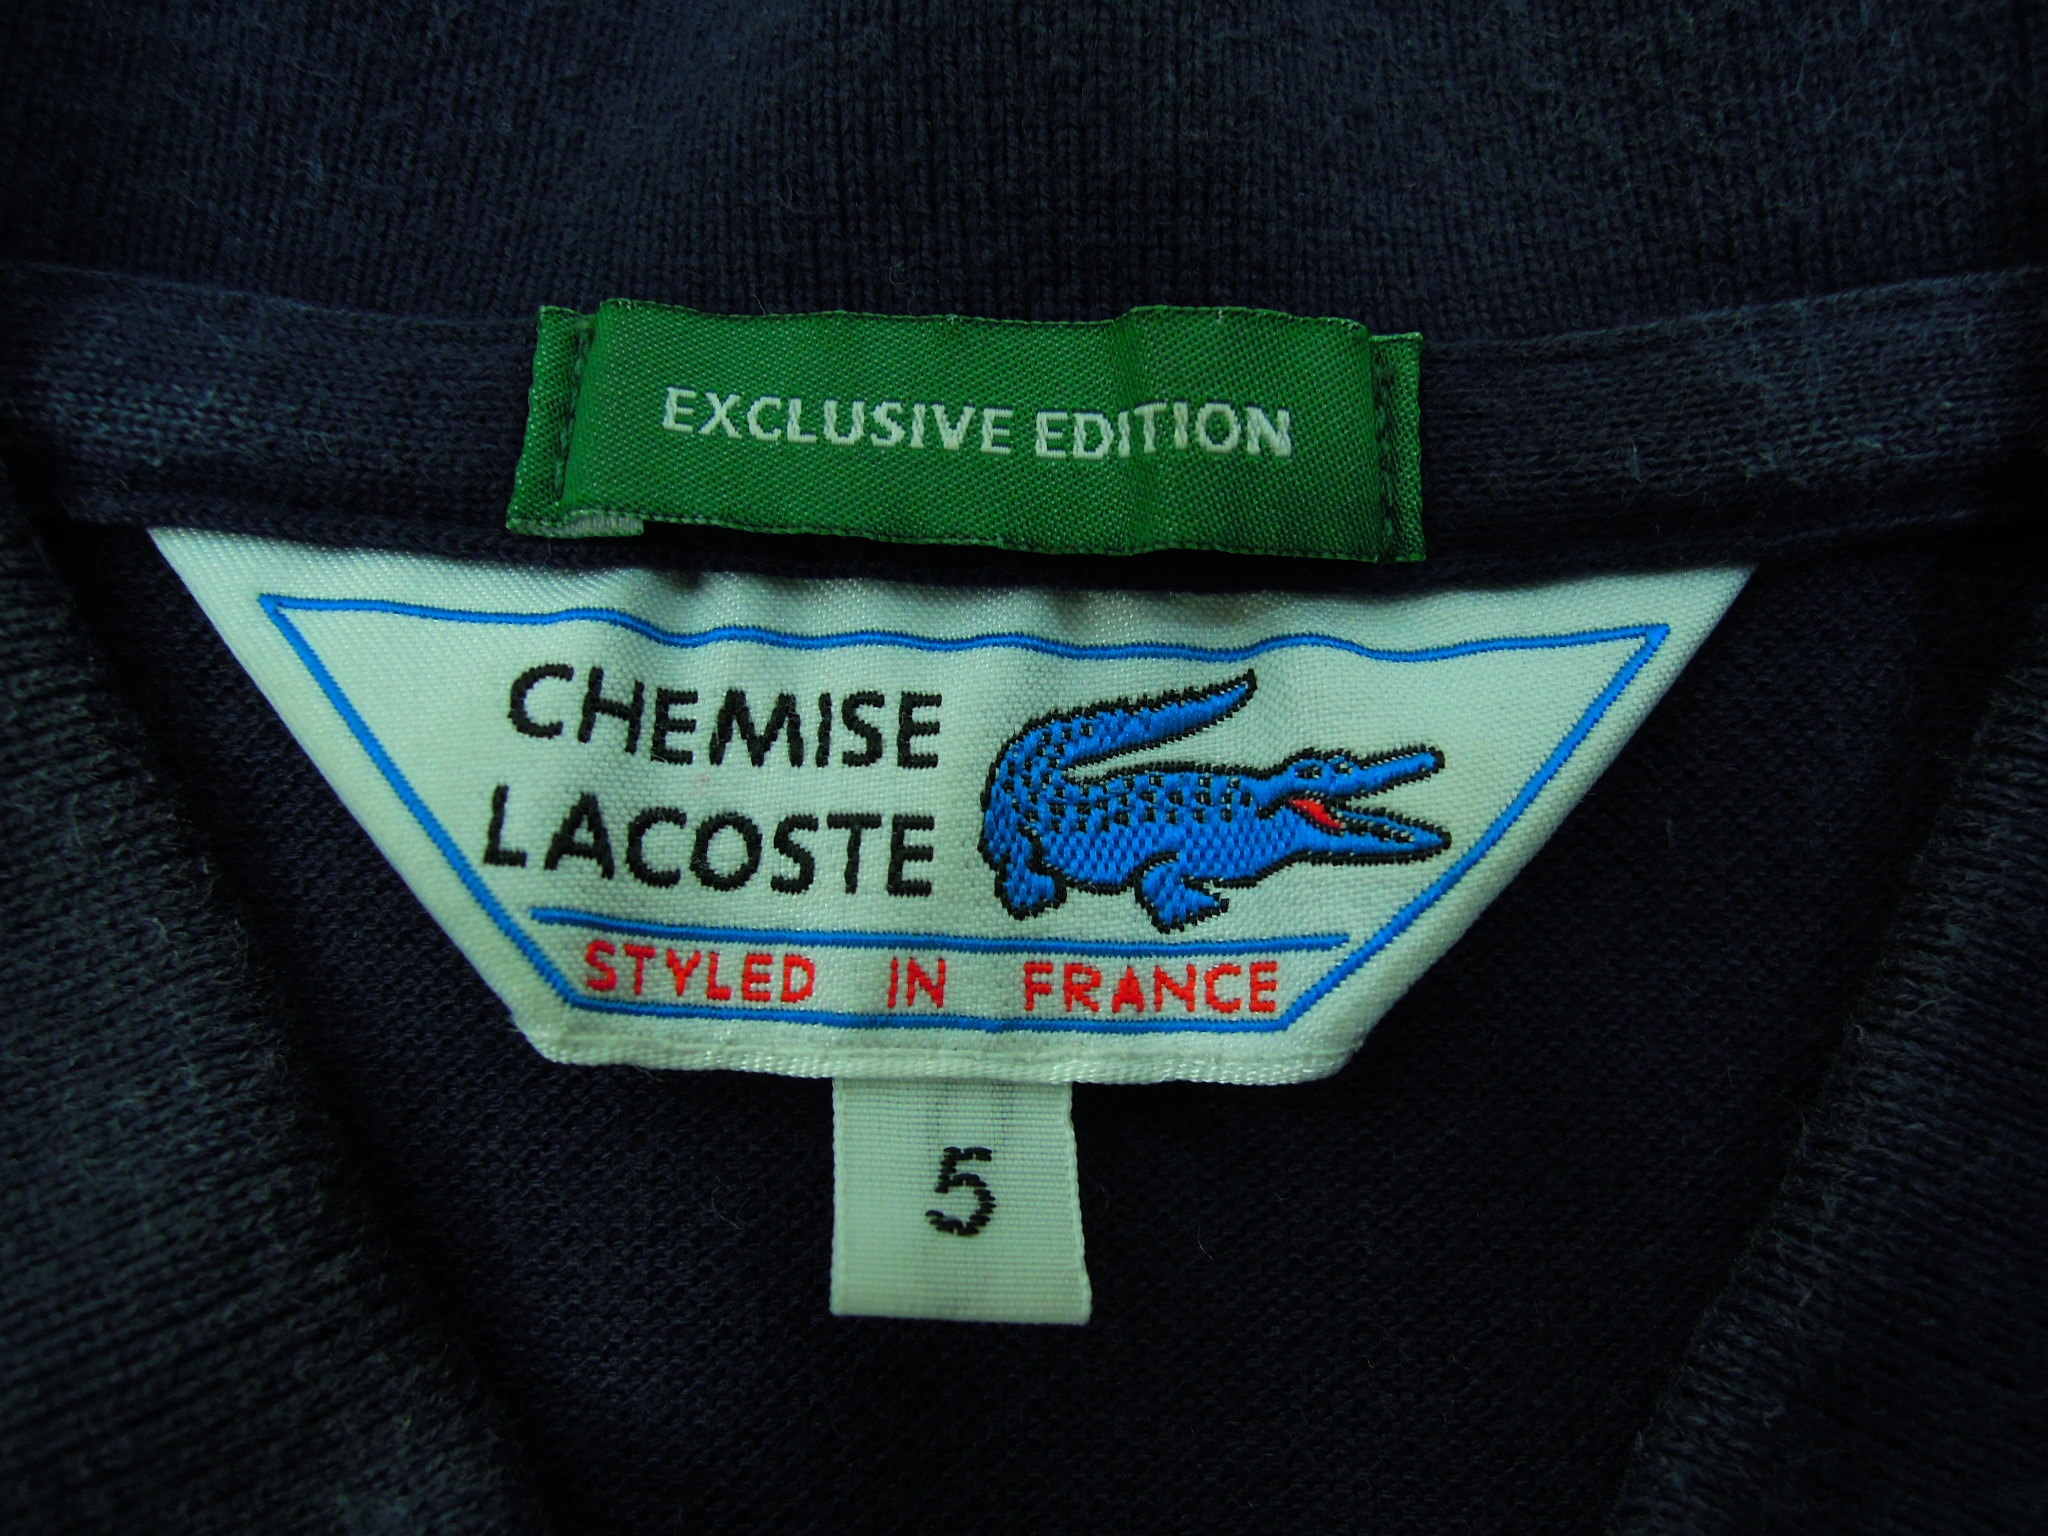 EXCLUSIVE EDITION
CHEMISE
LACOSTE
STYLED IN FRANCE
5